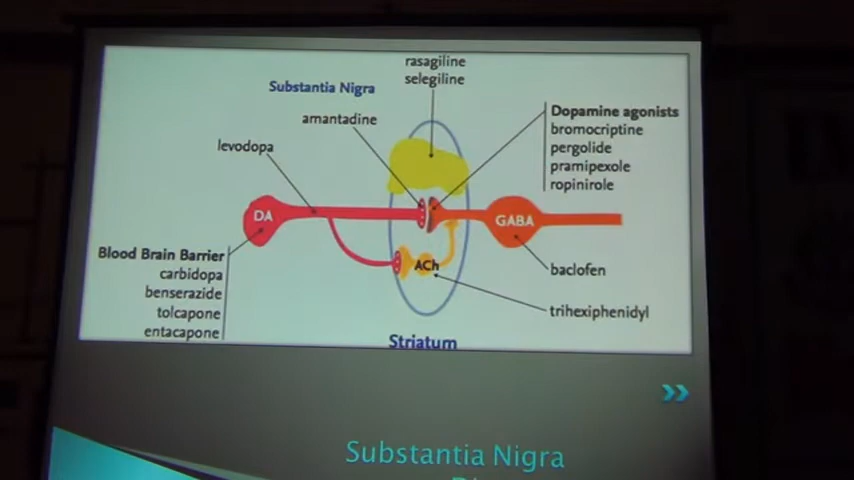 rasagiline
selegiline
Substantia Nigra
amantadine
levodopa
Dopamine agonists
bromocriptine
pergolide
pramipexole
ropinirole
DA
GABA
Blood Brain Barrier
carbidopa
benserazide
tolcapone
entacapone
ACh
baclofen
trihexiphenidyl
Striatum
Substantia Nigra